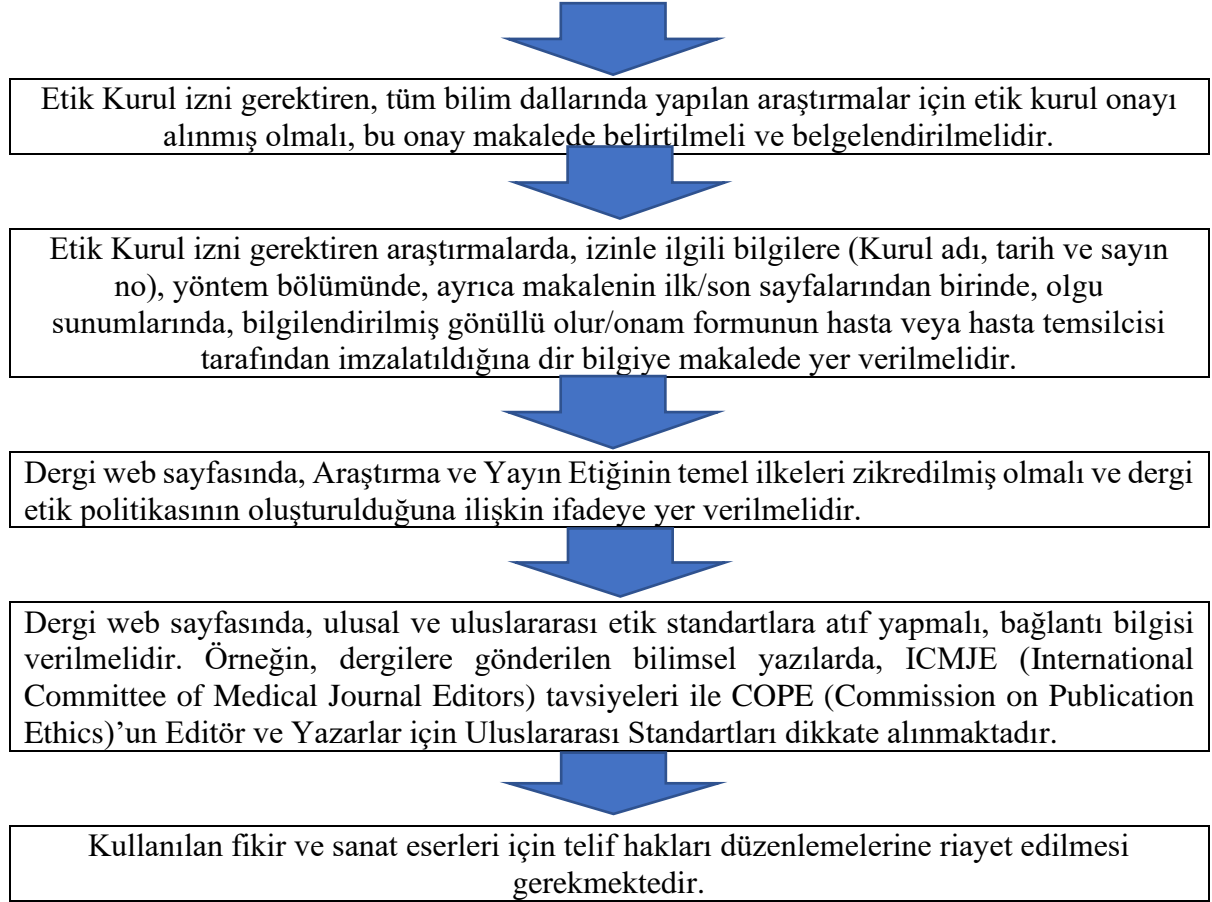 Etik Kurul izni gerektiren, tüm bilim dallarında yapılan araştırmalar için etik kurul onayı
alınmış olmalı, bu onay makalede belirtilmeli ve belgelendirilmelidir.
Etik Kurul izni gerektiren araştırmalarda, izinle ilgili bilgilere (Kurul adı, tarih ve sayın
no), yöntem bölümünde, ayrıca makalenin ilk/son sayfalarından birinde, olgu
sunumlarında, bilgilendirilmiş gönüllü olur/onam formunun hasta veya hasta temsilcisi
tarafından imzalatıldığına dir bilgiye makalede yer verilmelidir.
Dergi web sayfasında, Araştırma ve Yayın Etiğinin temel ilkeleri zikredilmiş olmalı ve dergi
etik politikasının oluşturulduğuna ilişkin ifadeye yer verilmelidir.
Dergi web sayfasında, ulusal ve uluslararası etik standartlara atıf yapmalı, bağlantı bilgisi
verilmelidir. Örneğin, dergilere gönderilen bilimsel yazılarda, ICMJE (International
Committee of Medical Journal Editors) tavsiyeleri ile COPE (Commission on Publication
Ethics)’un Editör ve Yazarlar için Uluslararası Standartları dikkate alınmaktadır.
Kullanılan fikir ve sanat eserleri için telif hakları düzenlemelerine riayet edilmesi
gerekmektedir.